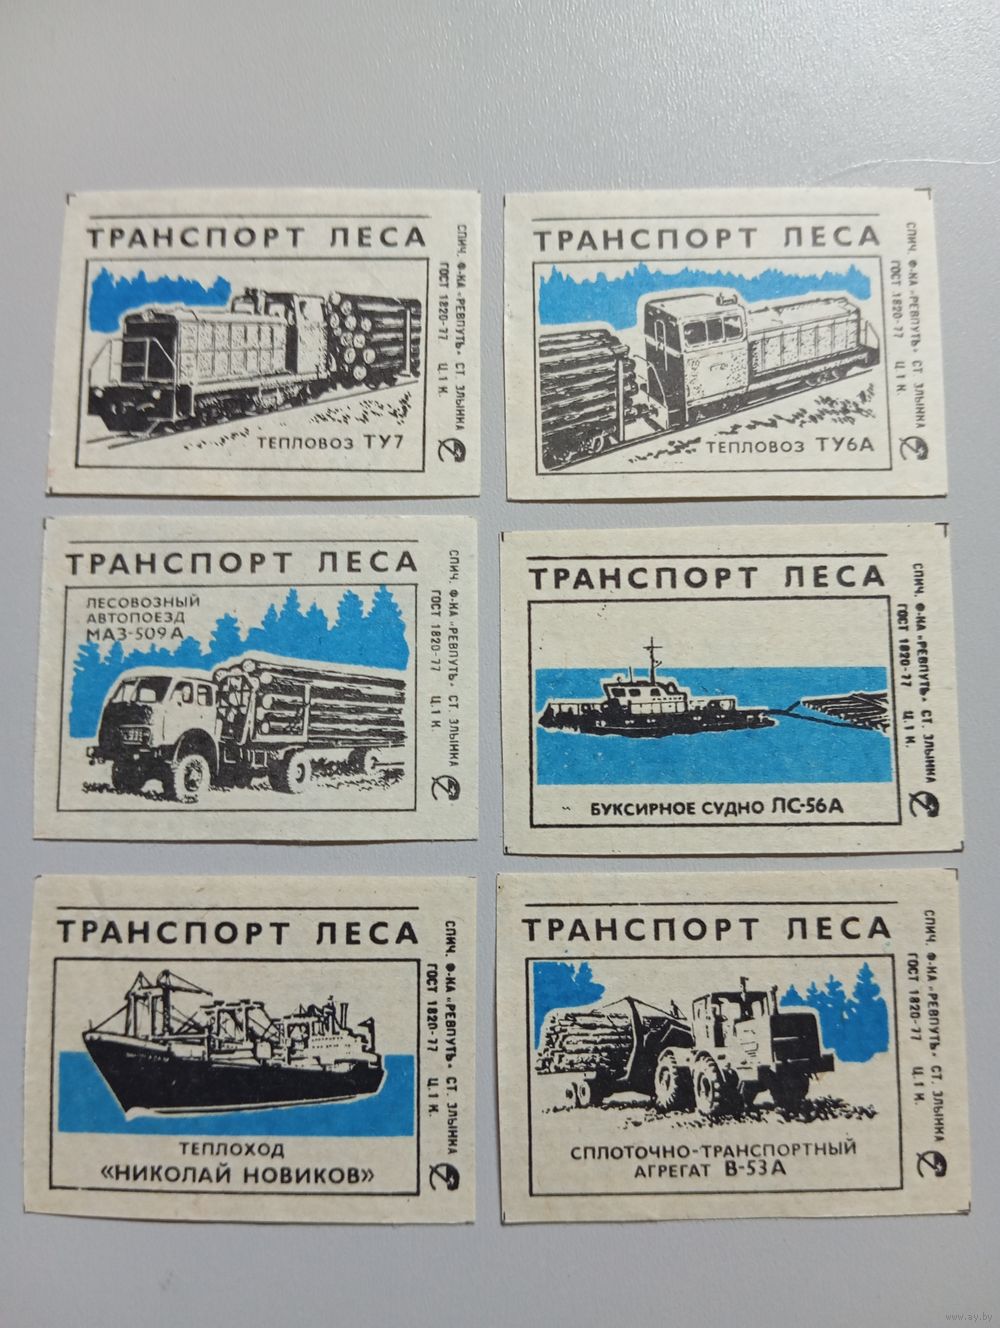 ТРАНСПОРТ ЛЕСА
ТЕПЛОВОЗ ТУ7
СПИЧ. Ф-КА „РЕВПУТЬ" СТ. ЗЛЫНКА
ГОСТ 1820-77 Ц.1 К.
ТРАНСПОРТ ЛЕСА
ТЕПЛОВОЗ ТУ6А
СПИЧ. Ф-КА „РЕВПУТЬ" СТ. ЗЛЫНКА
ГОСТ 1820-77 Ц.1 К.
ТРАНСПОРТ ЛЕСА
ЛЕСОВОЗНЫЙ
АВТОПОЕЗД
МАЗ-509А
СПИЧ. Ф-КА „РЕВПУТЬ" СТ. ЗЛЫНКА
ГОСТ 1820-77 Ц.1 К.
ТРАНСПОРТ ЛЕСА
БУКСИРНОЕ СУДНО ЛС-56А
СПИЧ. Ф-КА „РЕВПУТЬ" СТ. ЗЛЫНКА
ГОСТ 1820-77 Ц.1 К.
ТРАНСПОРТ ЛЕСА
ТЕПЛОХОД
«НИКОЛАЙ НОВИКОВ»
СПИЧ. Ф-КА „РЕВПУТЬ" СТ. ЗЛЫНКА
ГОСТ 1820-77 Ц.1 К.
ТРАНСПОРТ ЛЕСА
СПЛОТОЧНО-ТРАНСПОРТНЫЙ
АГРЕГАТ В-53А
СПИЧ. Ф-КА „РЕВПУТЬ" СТ. ЗЛЫНКА
ГОСТ 1820-77 Ц.1 К.
www.ay.by